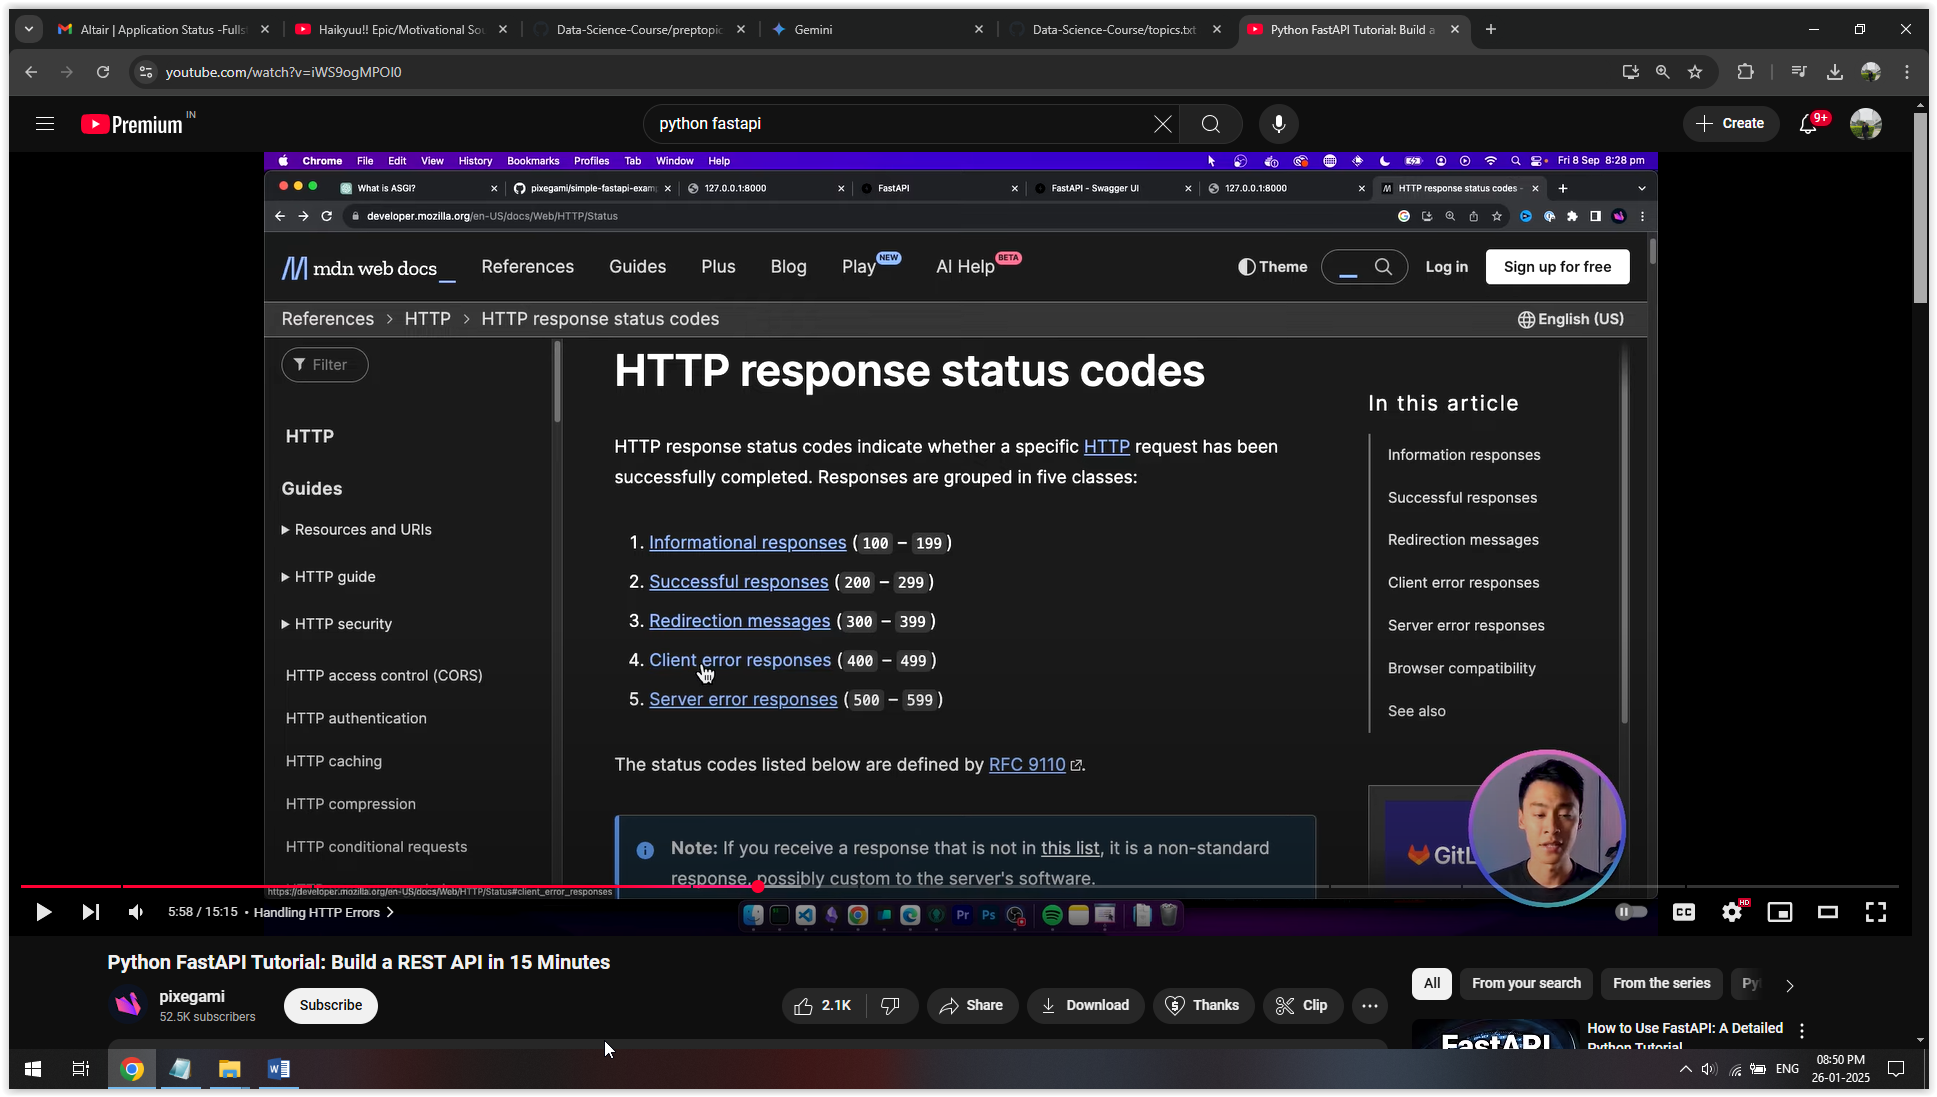 Altair | Application Status -Fulls
Haikyuu!! Epic/Motivational Sou
Data-Science-Course/preptopic
Gemini
Data-Science-Course/topics.txt
Python FastAPI Tutorial: Build a
youtube.com/watch?v=iWS9ogMPOI0
Premium IN
python fastapi
Create
9+
Chrome File Edit View History Bookmarks Profiles Tab Window Help
Fri 8 Sep 8:28 pm
What is ASGI?
pixegami/simple-fastapi-exam
127.0.0.1:8000
FastAPI
FastAPI - Swagger UI
127.0.0.1:8000
HTTP response status codes -
developer.mozilla.org/en-US/docs/Web/HTTP/Status
mdn web docs_
References Guides Plus Blog Play NEW AI Help BETA
Theme
Log in
Sign up for free
References > HTTP > HTTP response status codes
English (US)
Filter
HTTP
Guides
Resources and URIs
HTTP guide
HTTP security
HTTP access control (CORS)
HTTP authentication
HTTP caching
HTTP compression
HTTP conditional requests
HTTP response status codes
HTTP response status codes indicate whether a specific HTTP request has been
successfully completed. Responses are grouped in five classes:
1. Informational responses (100 – 199)
2. Successful responses (200 – 299)
3. Redirection messages (300 – 399)
4. Client error responses (400 – 499)
5. Server error responses (500 – 599)
The status codes listed below are defined by RFC 9110.
Note: If you receive a response that is not in this list, it is a non-standard
response, possibly custom to the server's software.
In this article
Information responses
Successful responses
Redirection messages
Client error responses
Server error responses
Browser compatibility
See also
GitL
https://developer.mozilla.org/en-US/docs/Web/HTTP/Status#client_error_responses
5:58 / 15:15 • Handling HTTP Errors >
Pr Ps
CC
HD
Python FastAPI Tutorial: Build a REST API in 15 Minutes
pixegami
52.5K subscribers
Subscribe
2.1K
Share
Download
Thanks
Clip
All
From your search
From the series
Py
FastAPI
How to Use FastAPI: A Detailed
Python Tutorial
W
ENG
08:50 PM
26-01-2025